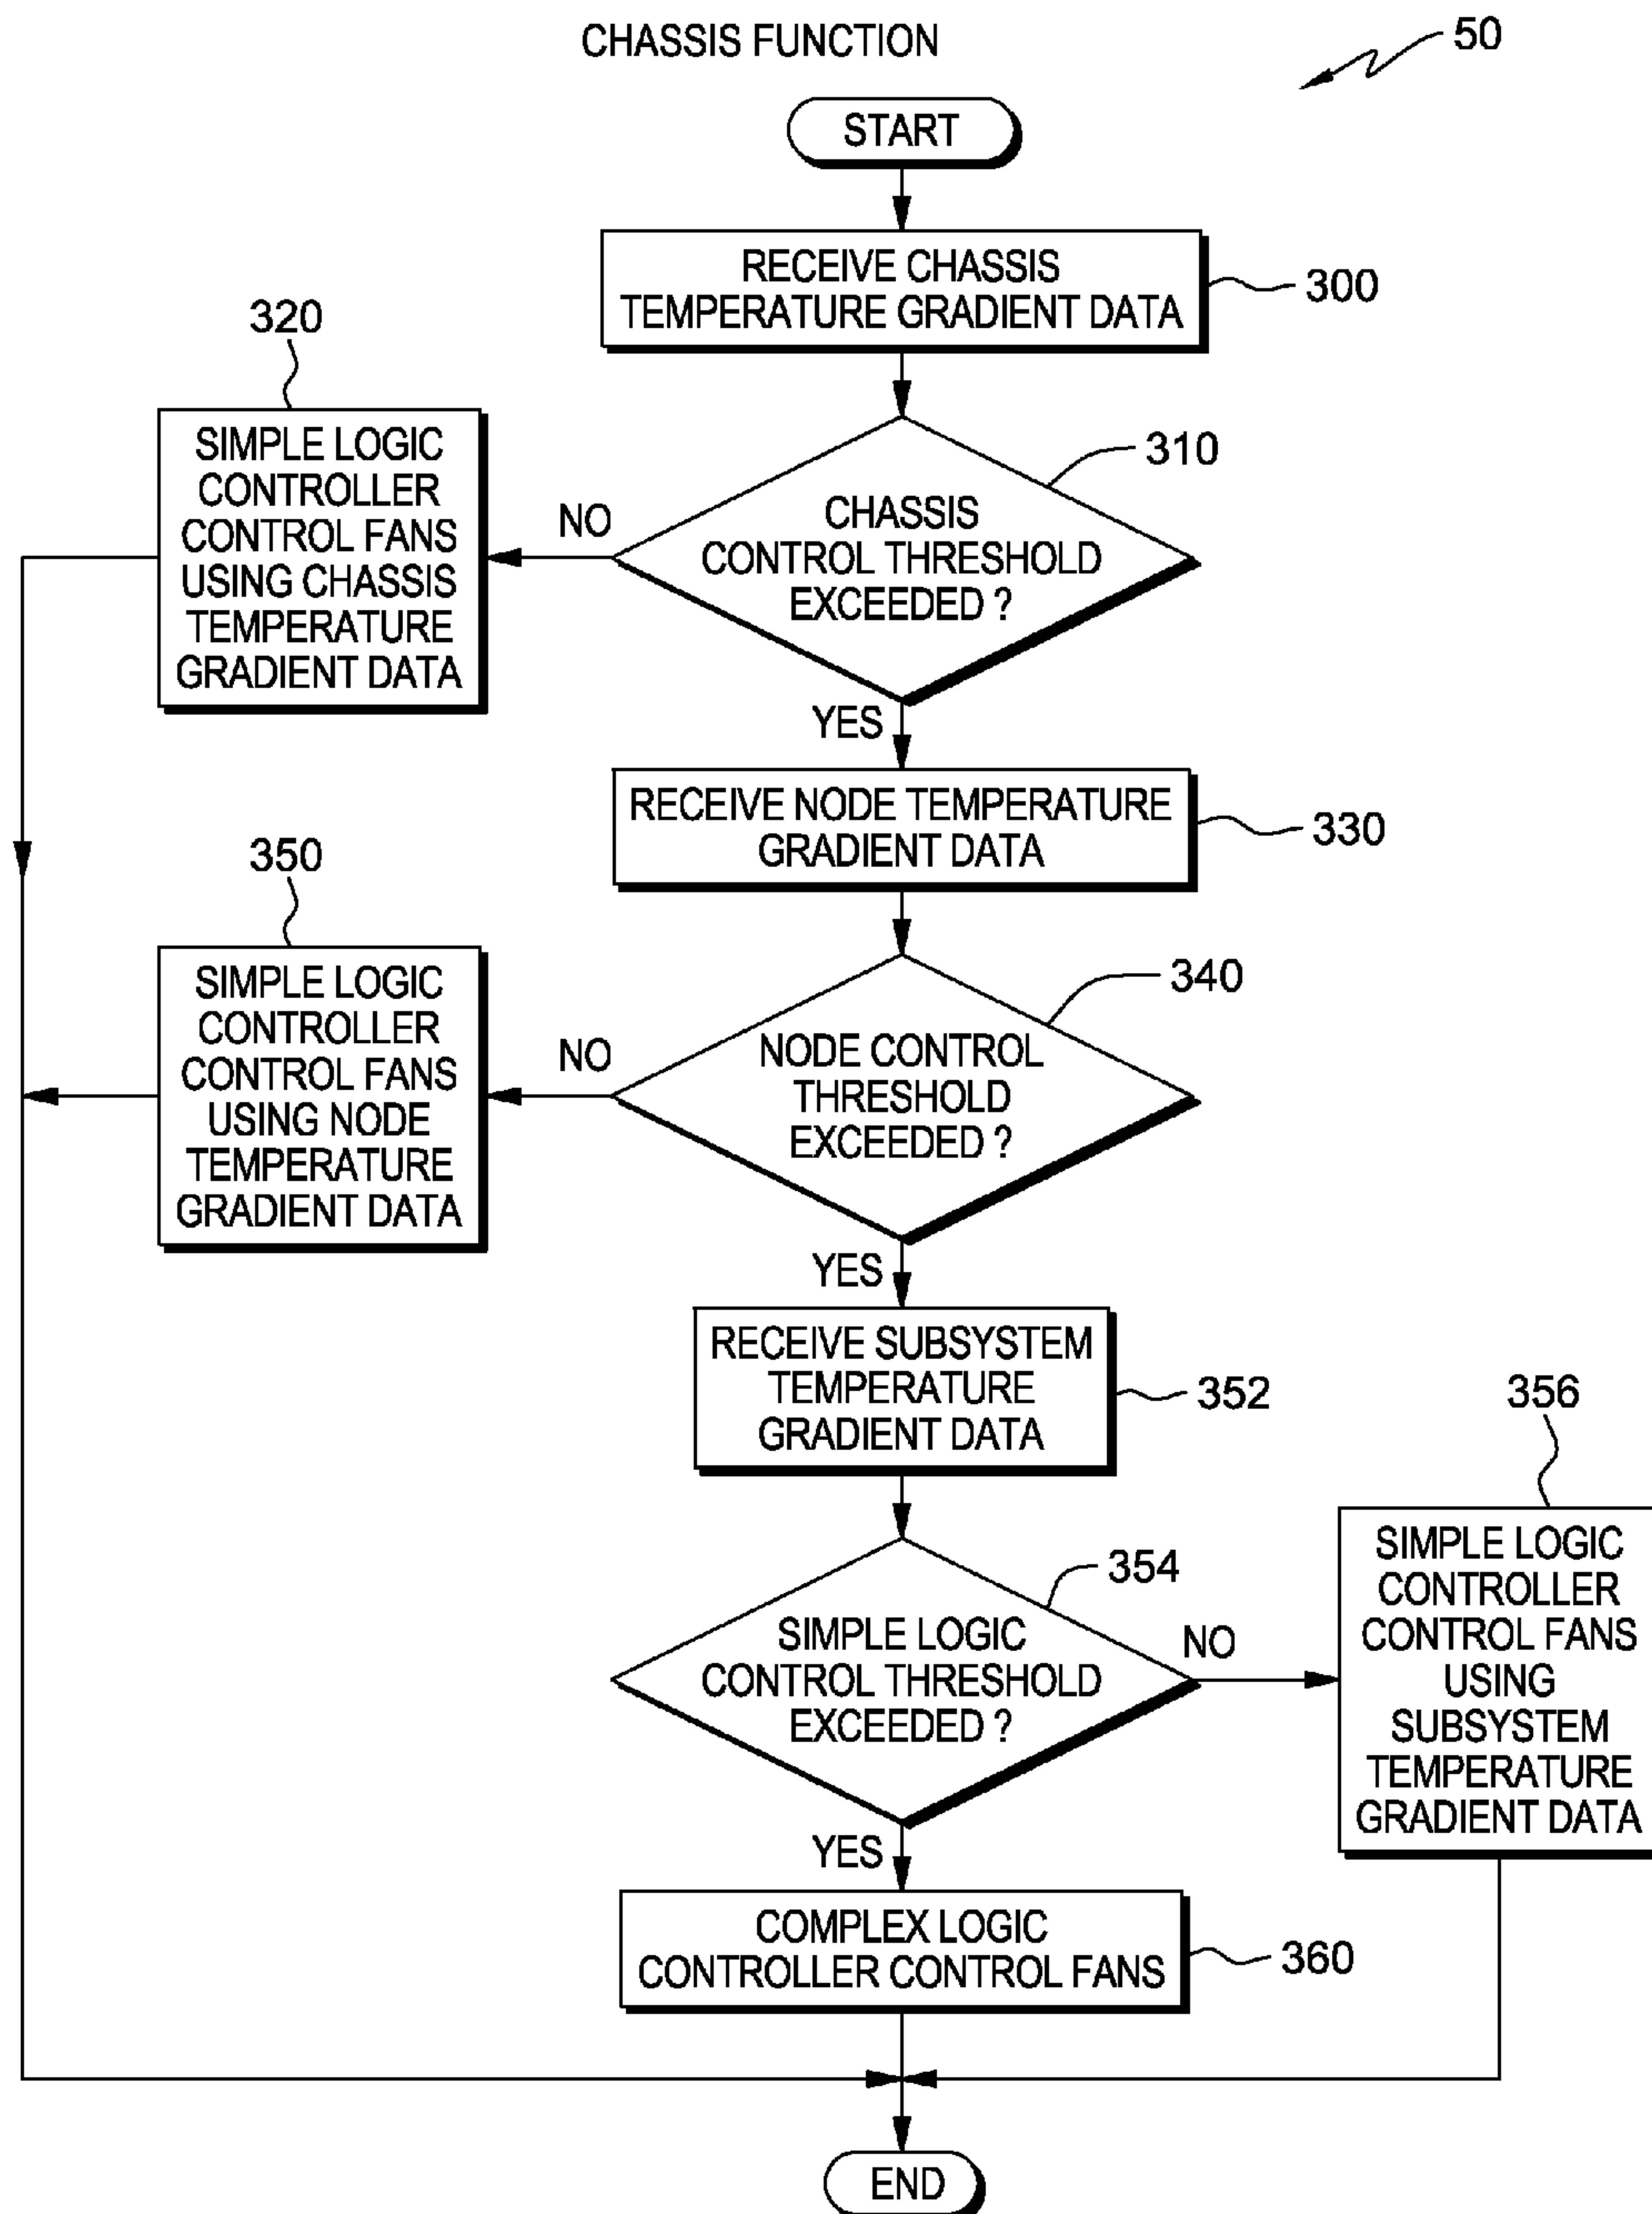 CHASSIS FUNCTION
50
START
RECEIVE CHASSIS
TEMPERATURE GRADIENT DATA
300
320
SIMPLE LOGIC
CONTROLLER
CONTROL FANS
USING CHASSIS
TEMPERATURE
GRADIENT DATA
NO
310
CHASSIS
CONTROL THRESHOLD
EXCEEDED ?
YES
RECEIVE NODE TEMPERATURE
GRADIENT DATA
330
350
SIMPLE LOGIC
CONTROLLER
CONTROL FANS
USING NODE
TEMPERATURE
GRADIENT DATA
NO
340
NODE CONTROL
THRESHOLD
EXCEEDED ?
YES
RECEIVE SUBSYSTEM
TEMPERATURE
GRADIENT DATA
352
354
SIMPLE LOGIC
CONTROL THRESHOLD
EXCEEDED ?
NO
356
SIMPLE LOGIC
CONTROLLER
CONTROL FANS
USING
SUBSYSTEM
TEMPERATURE
GRADIENT DATA
YES
COMPLEX LOGIC
CONTROLLER CONTROL FANS
360
END